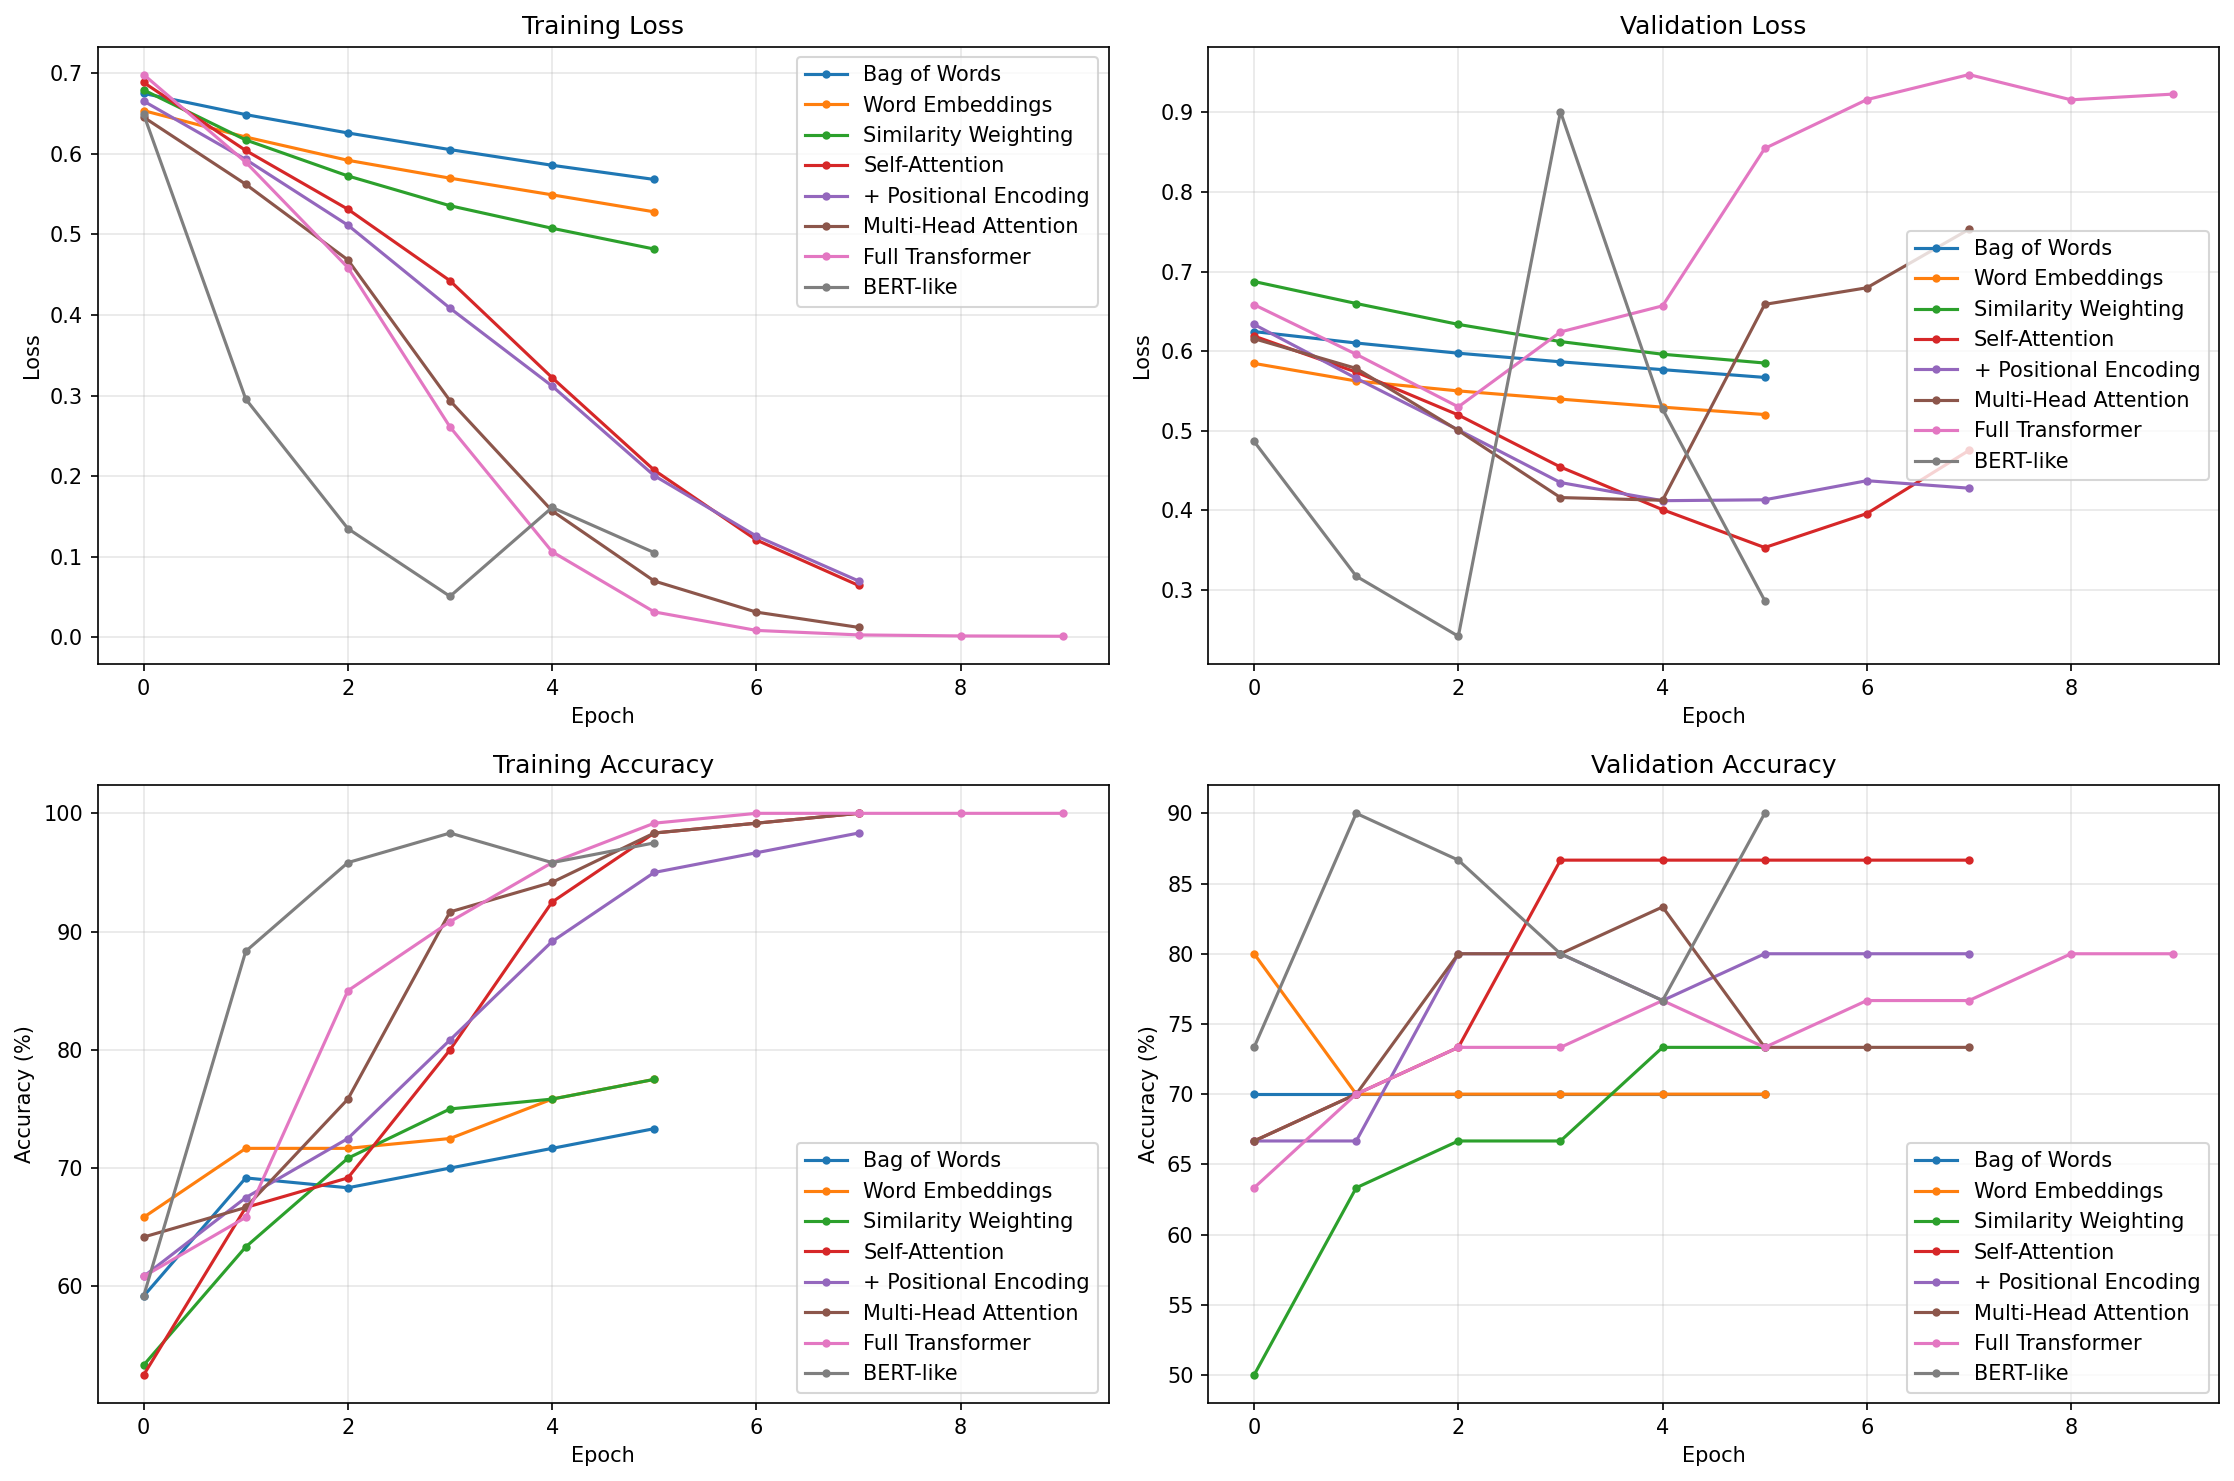 Training Loss
Loss
0.7
0.6
0.5
0.4
0.3
0.2
0.1
0.0
0 2 4 6 8
Epoch
Bag of Words
Word Embeddings
Similarity Weighting
Self-Attention
+ Positional Encoding
Multi-Head Attention
Full Transformer
BERT-like
Validation Loss
Loss
0.9
0.8
0.7
0.6
0.5
0.4
0.3
0 2 4 6 8
Epoch
Bag of Words
Word Embeddings
Similarity Weighting
Self-Attention
+ Positional Encoding
Multi-Head Attention
Full Transformer
BERT-like
Training Accuracy
Accuracy (%)
100
90
80
70
60
0 2 4 6 8
Epoch
Bag of Words
Word Embeddings
Similarity Weighting
Self-Attention
+ Positional Encoding
Multi-Head Attention
Full Transformer
BERT-like
Validation Accuracy
Accuracy (%)
90
85
80
75
70
65
60
55
50
0 2 4 6 8
Epoch
Bag of Words
Word Embeddings
Similarity Weighting
Self-Attention
+ Positional Encoding
Multi-Head Attention
Full Transformer
BERT-like